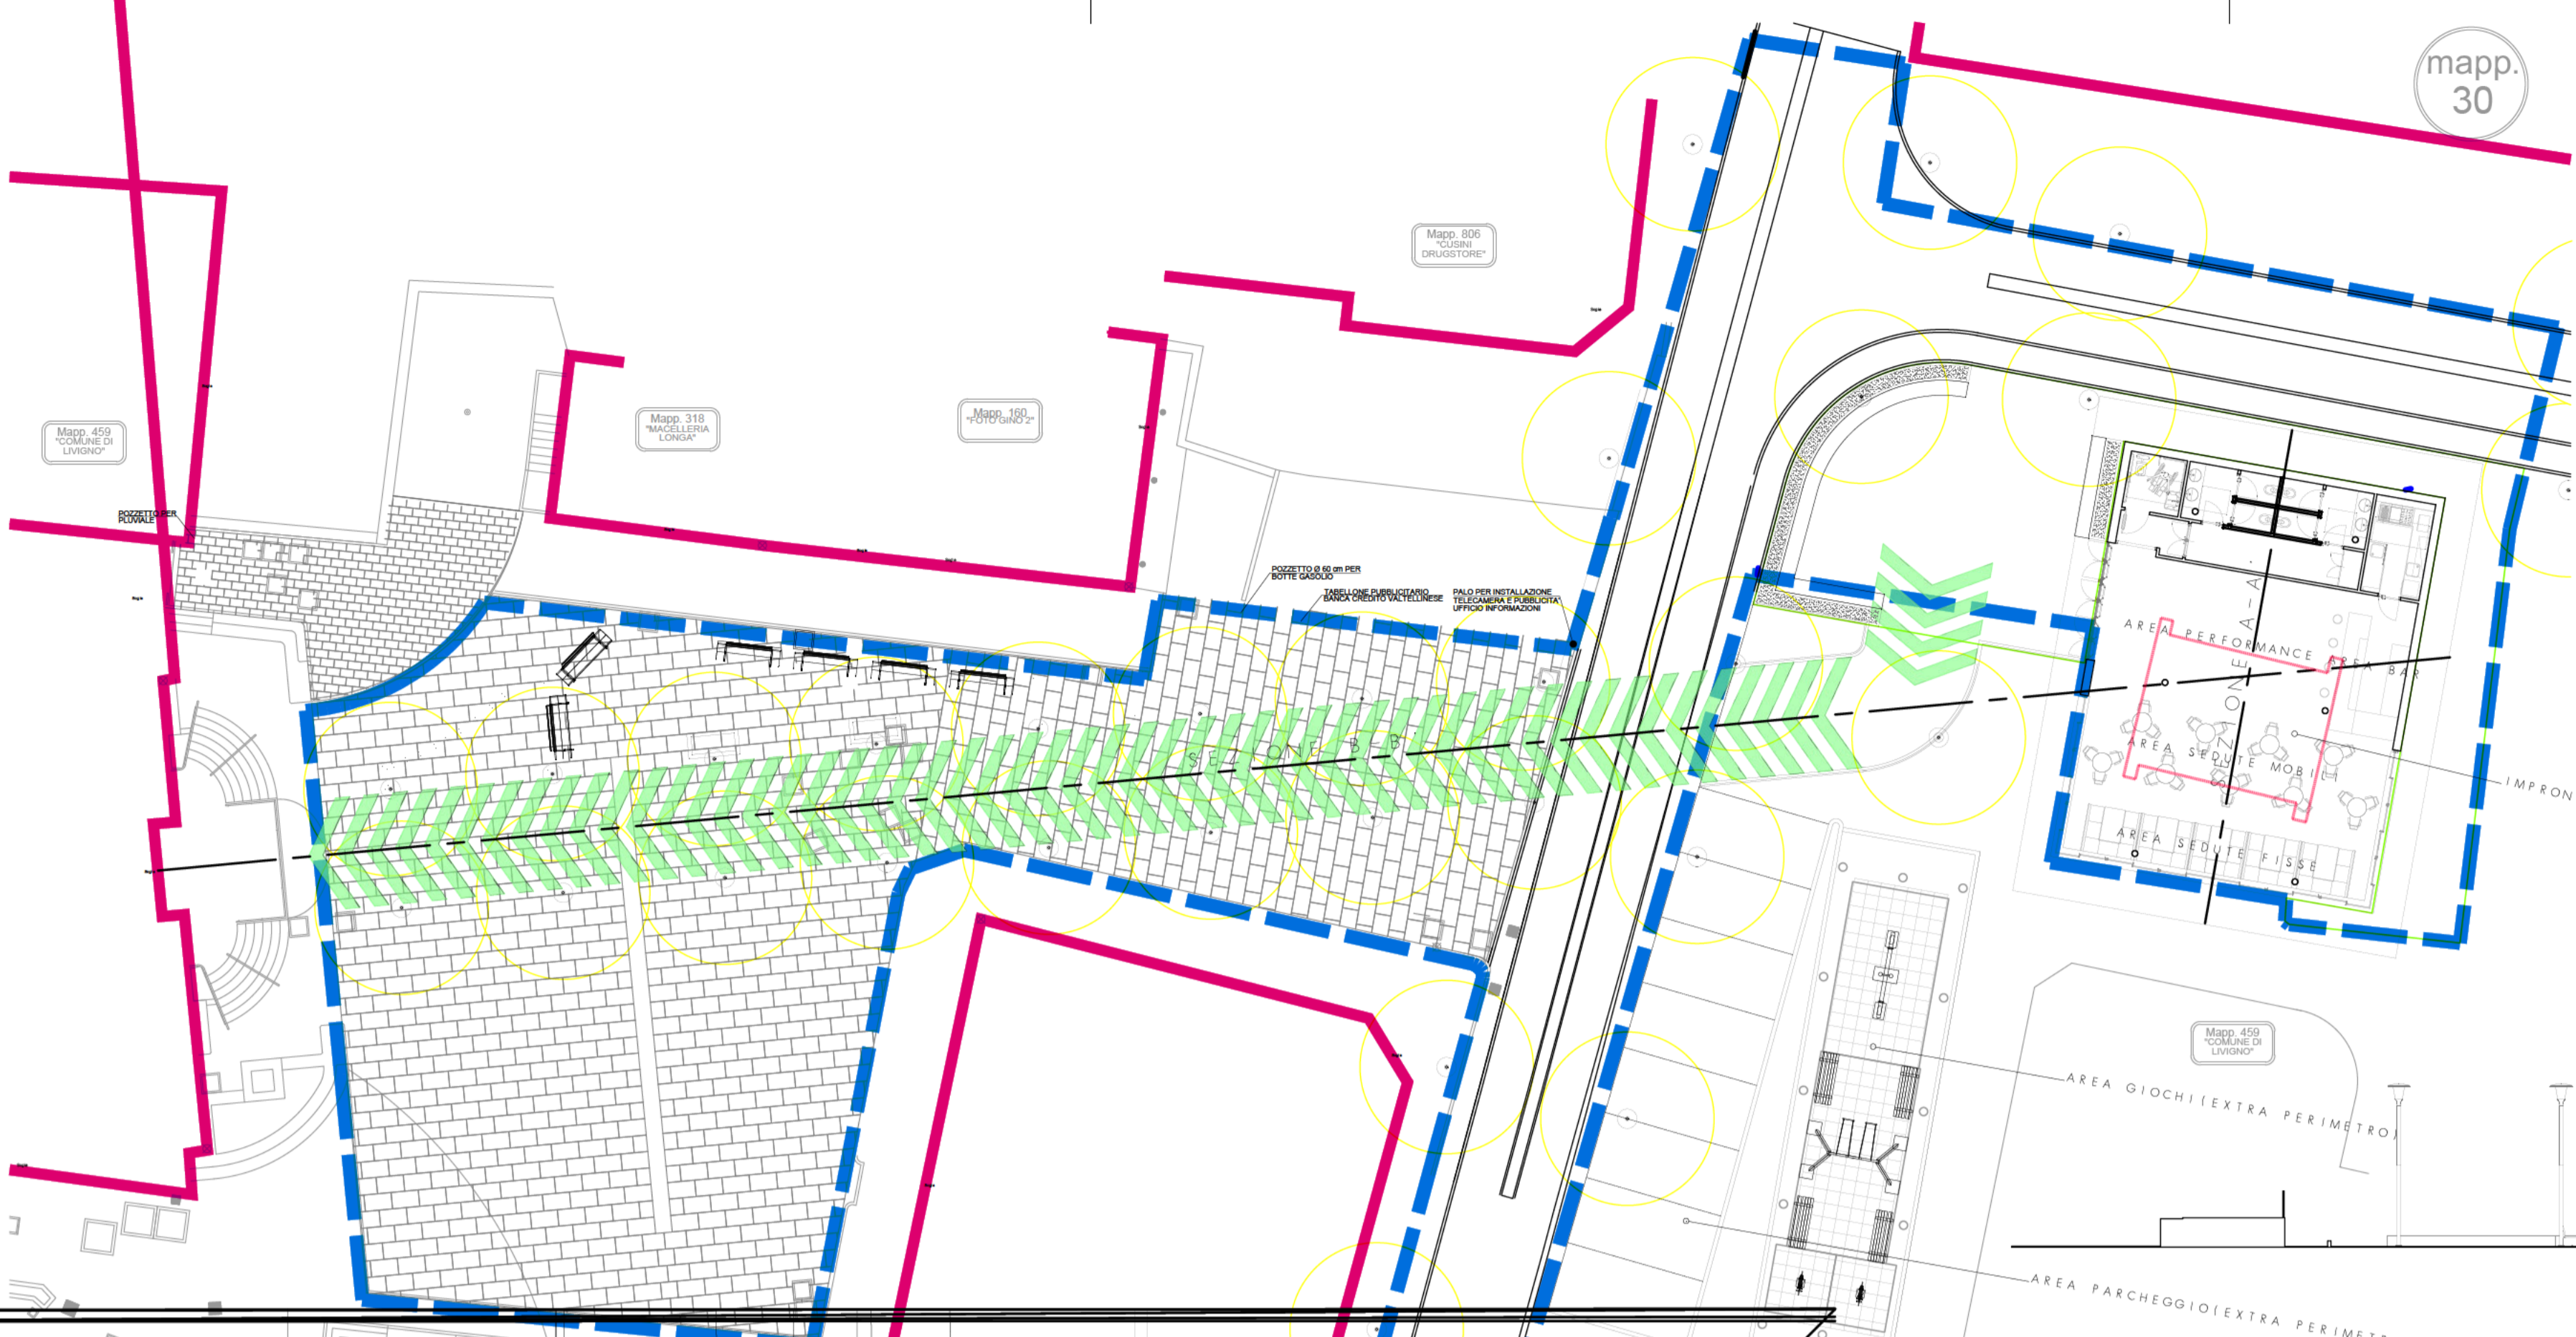 mapp.
30
Mapp. 806
"CUSINI
DRUGSTORE"
Mapp. 459
"COMUNE DI
LIVIGNO"
Mapp. 318
"MACELLERIA
LONGA"
Mapp. 160
"FOTO GINO 2"
POZZETTO PER
PLUVIALE
POZZETTO Ø 60 cm PER
BOTTE GASOLIO
TABELLONE PUBBLICITARIO
BANCA CREDITO VALTELLINESE
PALO PER INSTALLAZIONE
TELECAMERA E PUBBLICITA'
UFFICIO INFORMAZIONI
SEZIONE B-B'
SEZIONE A-A'
AREA PERFORMANCE
AREA BAR
AREA SEDUTE MOBILI
IMPRON
AREA SEDUTE FISSE
Mapp. 459
"COMUNE DI
LIVIGNO"
AREA GIOCHI(EXTRA PERIMETRO)
AREA PARCHEGGIO(EXTRA PERIMET